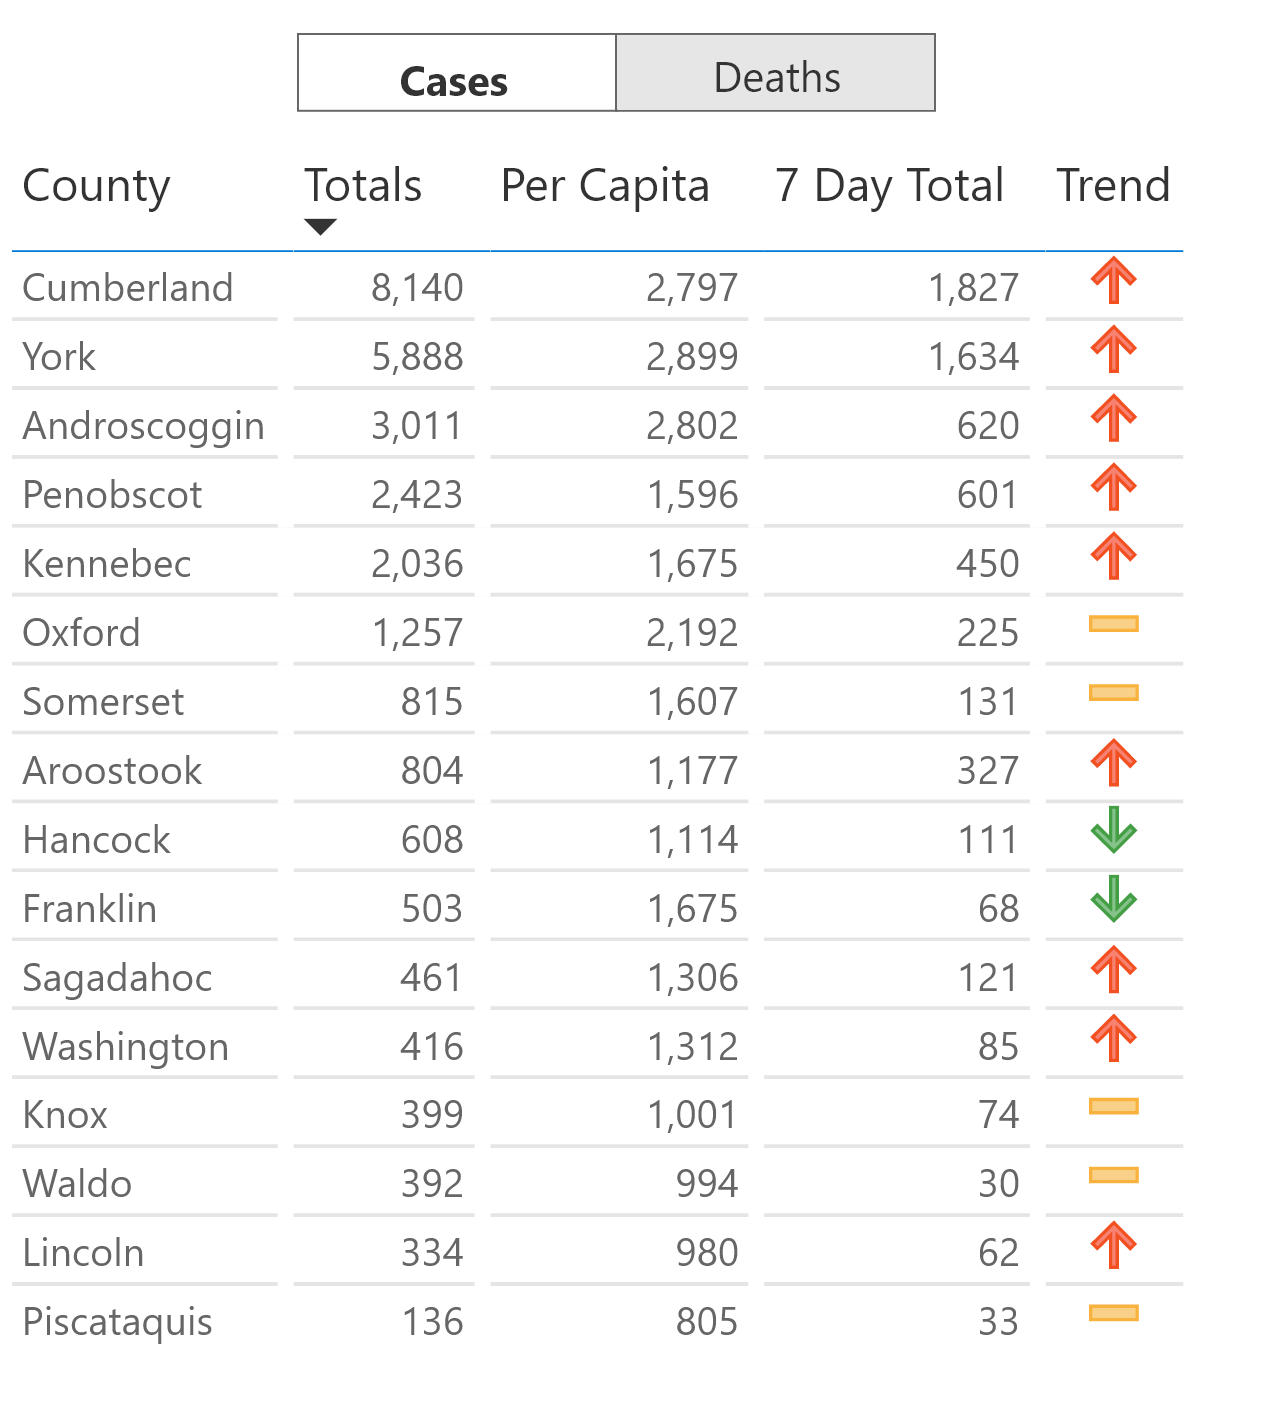 Cases Deaths
County Totals Per Capita 7 Day Total Trend
Cumberland 8,140 2,797 1,827
York 5,888 2,899 1,634
Androscoggin 3,011 2,802 620
Penobscot 2,423 1,596 601
Kennebec 2,036 1,675 450
Oxford 1,257 2,192 225
Somerset 815 1,607 131
Aroostook 804 1,177 327
Hancock 608 1,114 111
Franklin 503 1,675 68
Sagadahoc 461 1,306 121
Washington 416 1,312 85
Knox 399 1,001 74
Waldo 392 994 30
Lincoln 334 980 62
Piscataquis 136 805 33